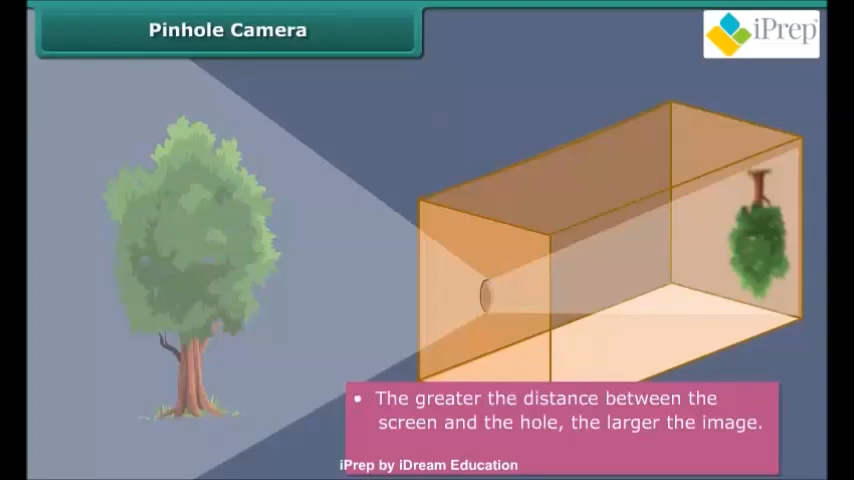 Pinhole Camera
iPrep
• The greater the distance between the
screen and the hole, the larger the image.
iPrep by iDream Education